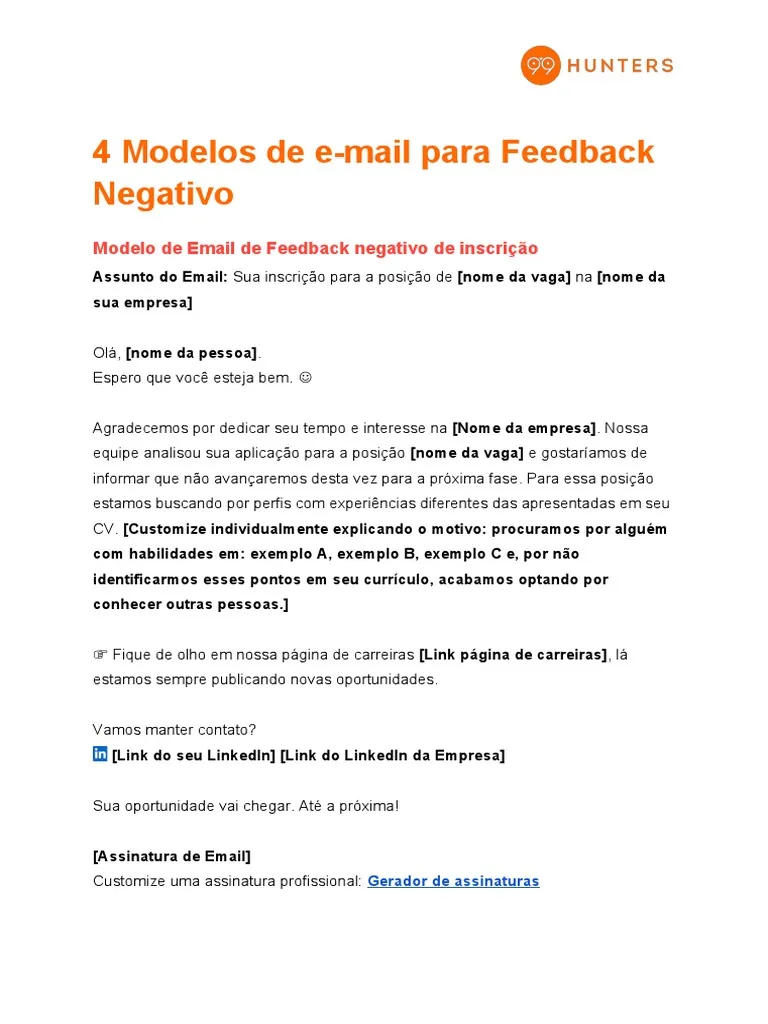 99 HUNTERS
4 Modelos de e-mail para Feedback
Negativo
Modelo de Email de Feedback negativo de inscrição
Assunto do Email: Sua inscrição para a posição de [nome da vaga] na [nome da
sua empresa]
Olá, [nome da pessoa].
Espero que você esteja bem. ☺
Agradecemos por dedicar seu tempo e interesse na [Nome da empresa]. Nossa
equipe analisou sua aplicação para a posição [nome da vaga] e gostaríamos de
informar que não avançaremos desta vez para a próxima fase. Para essa posição
estamos buscando por perfis com experiências diferentes das apresentadas em seu
CV. [Customize individualmente explicando o motivo: procuramos por alguém
com habilidades em: exemplo A, exemplo B, exemplo C e, por não
identificarmos esses pontos em seu currículo, acabamos optando por
conhecer outras pessoas.]
☞ Fique de olho em nossa página de carreiras [Link página de carreiras], lá
estamos sempre publicando novas oportunidades.
Vamos manter contato?
in [Link do seu LinkedIn] [Link do LinkedIn da Empresa]
Sua oportunidade vai chegar. Até a próxima!
[Assinatura de Email]
Customize uma assinatura profissional: Gerador de assinaturas